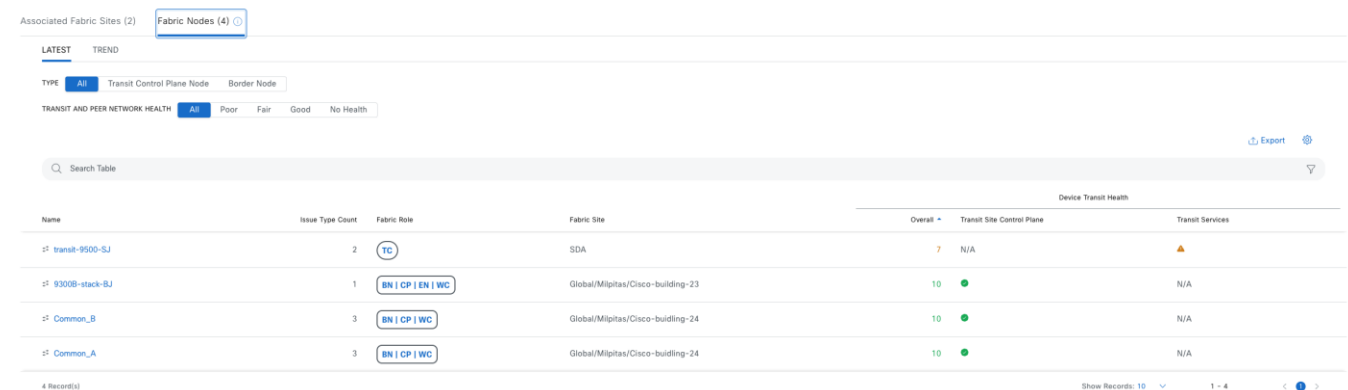 Associated Fabric Sites (2) Fabric Nodes (4)
LATEST TREND
TYPE All Transit Control Plane Node Border Node
TRANSIT AND PEER NETWORK HEALTH All Poor Fair Good No Health
Export
Search Table
Device Transit Health
Name Issue Type Count Fabric Role Fabric Site Overall Transit Site Control Plane Transit Services
transit-9500-SJ 2 TC SDA 7 N/A
9300B-stack-BJ 1 BN | CP | EN | WC Global/Milpitas/Cisco-building-23 10 N/A
Common_B 3 BN | CP | WC Global/Milpitas/Cisco-buidling-24 10 N/A
Common_A 3 BN | CP | WC Global/Milpitas/Cisco-buidling-24 10 N/A
4 Record(s) Show Records: 10 1 - 4 1